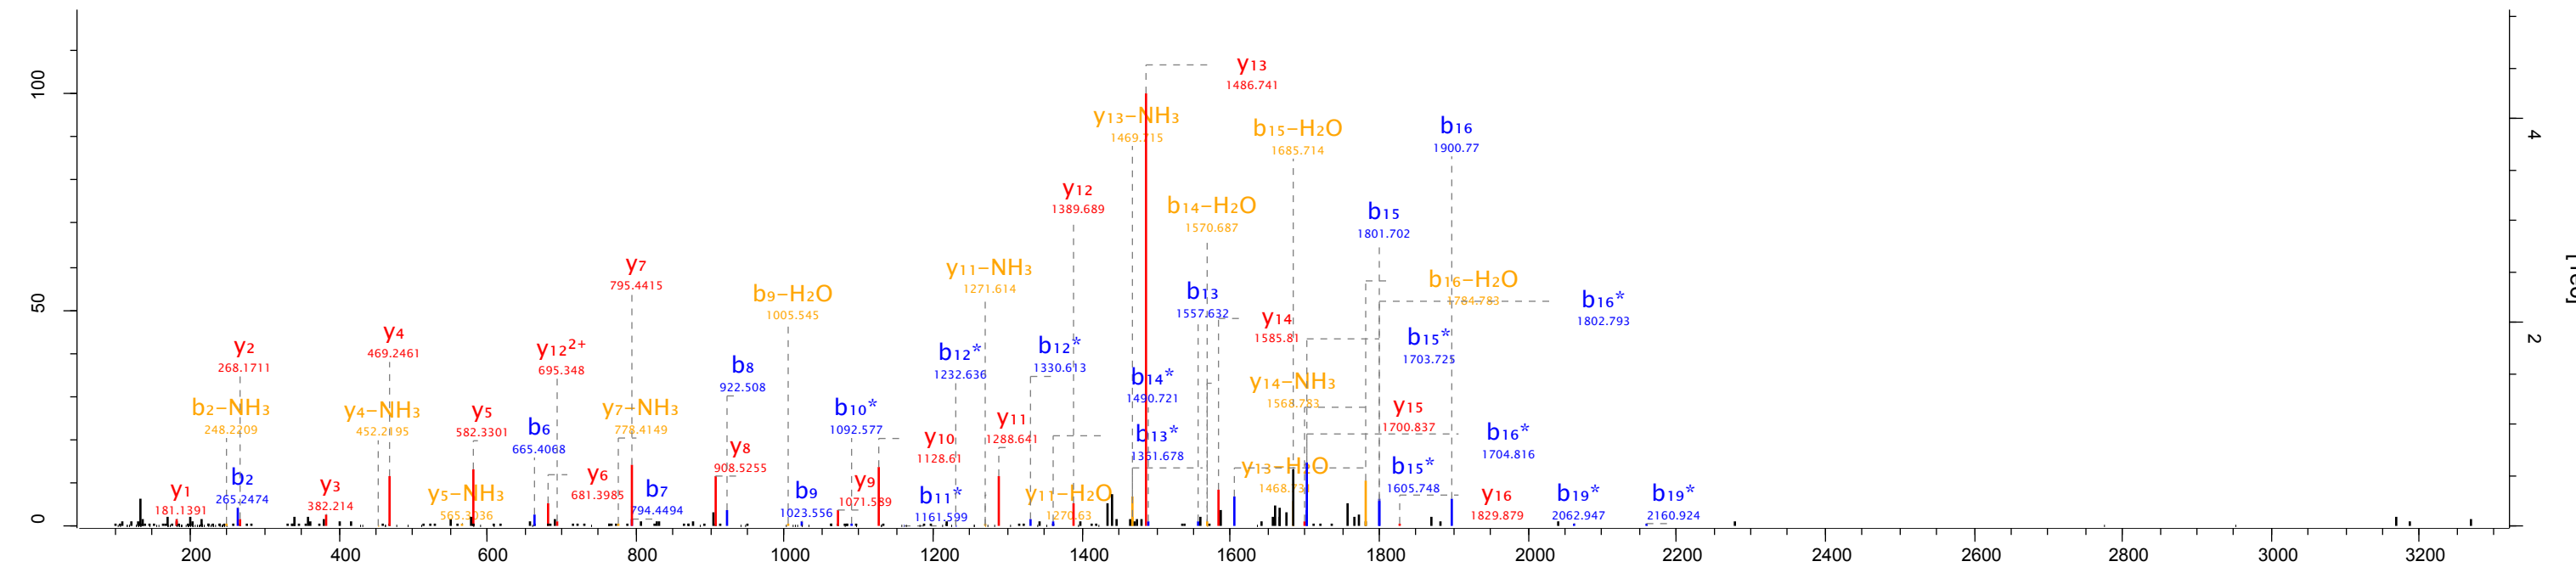 y13
1486.741
y13-NH3
1469.715
b15-H2O
1685.714
b16
1900.77
y12
1389.689
b14-H2O
1570.687
b15
1801.702
y7
795.4415
y11-NH3
1271.614
b9-H2O
1005.545
b13
1557.632
b16-H2O
1784.783
b16*
1802.793
y14
1585.81
y4
469.2461
y2
268.1711
y12 2+
695.348
b12*
1330.613
b12*
1232.636
b15*
1703.725
b8
922.508
b14*
1490.721
y14-NH3
1568.783
b2-NH3
248.2209
y4-NH3
452.2195
y5
582.3301
b6
665.4068
y7-NH3
778.4149
b10*
1092.577
y11
1288.641
y15
1700.837
b13*
1361.678
b16*
1704.816
y10
1128.61
y8
908.5255
y13-H2O
b15*
1605.748
y3
382.214
b2
265.2474
y6
681.3985
y9
1071.589
y1
181.1391
y5-NH3
565.3036
b7
794.4494
b9
1023.556
b11*
1161.599
y11-H2O
1270.63
y16
1829.879
b19*
2062.947
b19*
2160.924
100
50
0
4
2
200 400 600 800 1000 1200 1400 1600 1800 2000 2200 2400 2600 2800 3000 3200